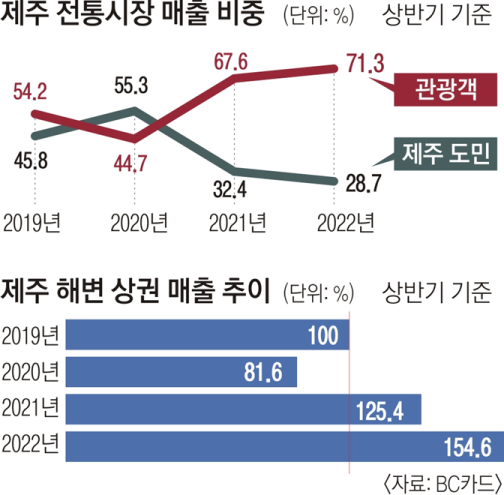 제주 전통시장 매출 비중 (단위: %) 상반기 기준
54.2 55.3 67.6 71.3 관광객
45.8 44.7 32.4 28.7 제주 도민
2019년 2020년 2021년 2022년
제주 해변 상권 매출 추이 (단위: %) 상반기 기준
2019년 100
2020년 81.6
2021년 125.4
2022년 154.6
〈자료: BC카드〉